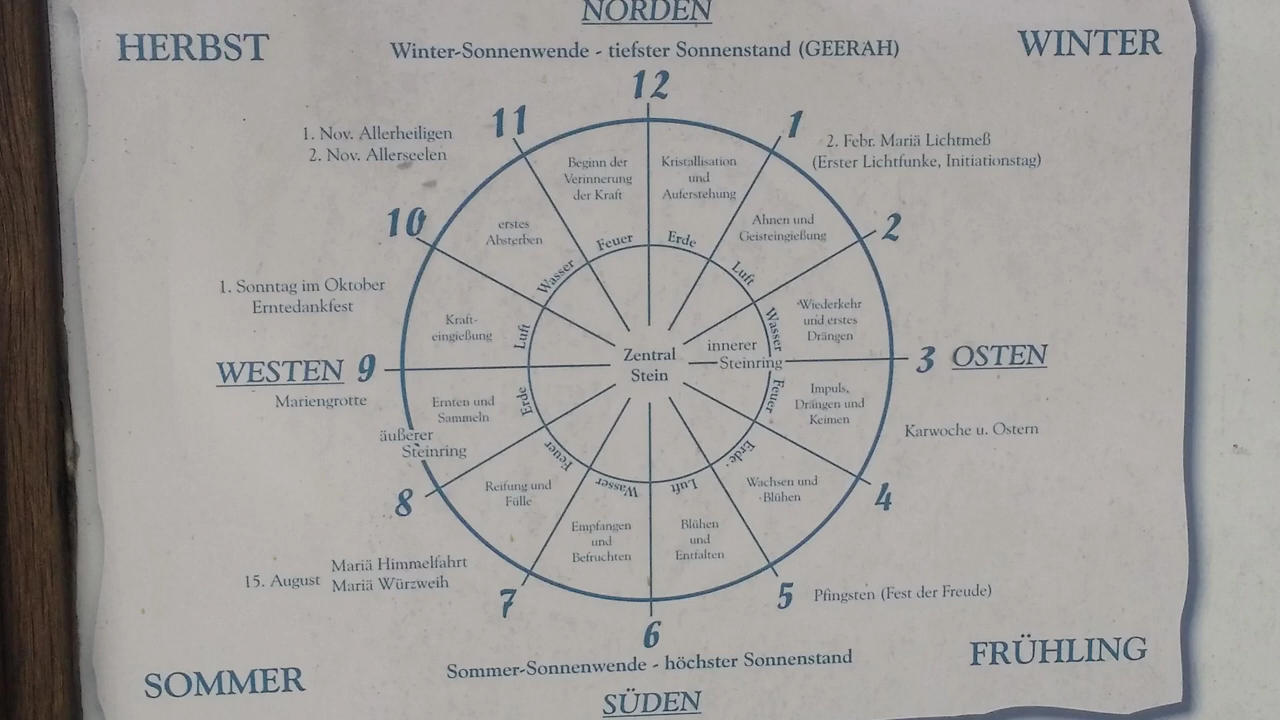 NORDEN
HERBST
WINTER
Winter-Sonnenwende - tiefster Sonnenstand (GEERAH)
12
11
1
1. Nov. Allerheiligen
2. Nov. Allerseelen
2. Febr. Mariä Lichtmeß
(Erster Lichtfunke, Initiationstag)
Beginn der
Verinnerung
der Kraft
Kristallisation
und
Auferstehung
10
2
erstes
Absterben
Ahnen und
Geisteingießung
Feuer
Erde
Wasser
Luft
1. Sonntag im Oktober
Erntedankfest
Kraft-
eingießung
Luft
Wasser
Wiederkehr
und erstes
Drängen
Zentral
Stein
innerer
Steinring
WESTEN 9
3 OSTEN
Mariengrotte
Ernten und
Sammeln
Erde
Feuer
Impuls,
Drängen und
Keimen
äußerer
Steinring
Karwoche u. Ostern
Feuer
Wasser
Luft
Erde
8
4
Reifung und
Fülle
Wachsen und
Blühen
Empfangen
und
Befruchten
Blühen
und
Entfalten
15. August
Mariä Himmelfahrt
Mariä Würzweih
7
5
Pfingsten (Fest der Freude)
6
Sommer-Sonnenwende - höchster Sonnenstand
SOMMER
FRÜHLING
SÜDEN